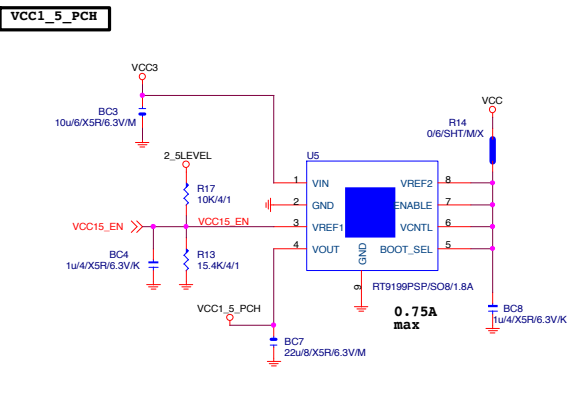 VCC1_5_PCH
VCC3
BC3
10u/6/X5R/6.3V/M
VCC
R14
0/6/SHT/M/X
2_5LEVEL
R17
10K/4/1
U5
1
VIN
VREF2
8
2
GND
ENABLE
7
VCC15_EN
VCC15_EN
3
VREF1
VCNTL
6
4
VOUT
BOOT_SEL
5
GND
9
BC4
1u/4/X5R/6.3V/K
R13
15.4K/4/1
RT9199PSP/SO8/1.8A
0.75A
max
VCC1_5_PCH
BC8
1u/4/X5R/6.3V/K
BC7
22u/8/X5R/6.3V/M